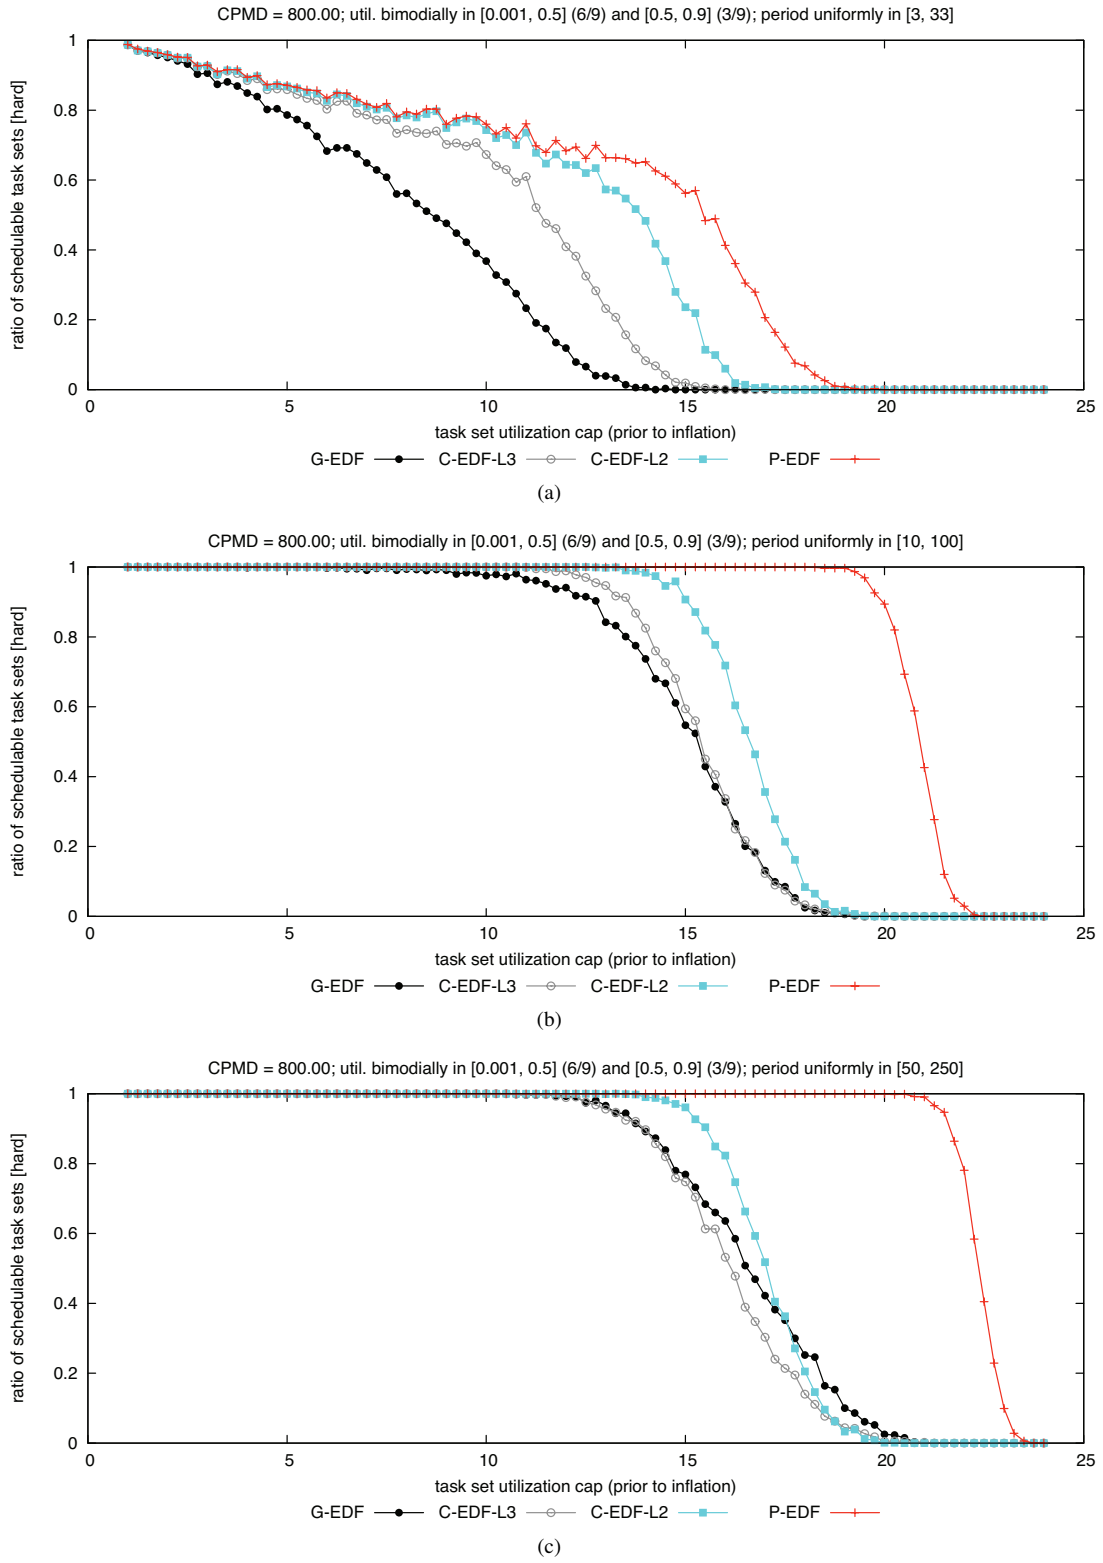 CPMD = 800.00; util. bimodially in [0.001, 0.5] (6/9) and [0.5, 0.9] (3/9); period uniformly in [3, 33]
1
0.8
0.6
0.4
0.2
0
ratio of schedulable task sets [hard]
0 5 10 15 20 25
task set utilization cap (prior to inflation)
G-EDF C-EDF-L3 C-EDF-L2 P-EDF
(a)
CPMD = 800.00; util. bimodially in [0.001, 0.5] (6/9) and [0.5, 0.9] (3/9); period uniformly in [10, 100]
1
0.8
0.6
0.4
0.2
0
ratio of schedulable task sets [hard]
0 5 10 15 20 25
task set utilization cap (prior to inflation)
G-EDF C-EDF-L3 C-EDF-L2 P-EDF
(b)
CPMD = 800.00; util. bimodially in [0.001, 0.5] (6/9) and [0.5, 0.9] (3/9); period uniformly in [50, 250]
1
0.8
0.6
0.4
0.2
0
ratio of schedulable task sets [hard]
0 5 10 15 20 25
task set utilization cap (prior to inflation)
G-EDF C-EDF-L3 C-EDF-L2 P-EDF
(c)